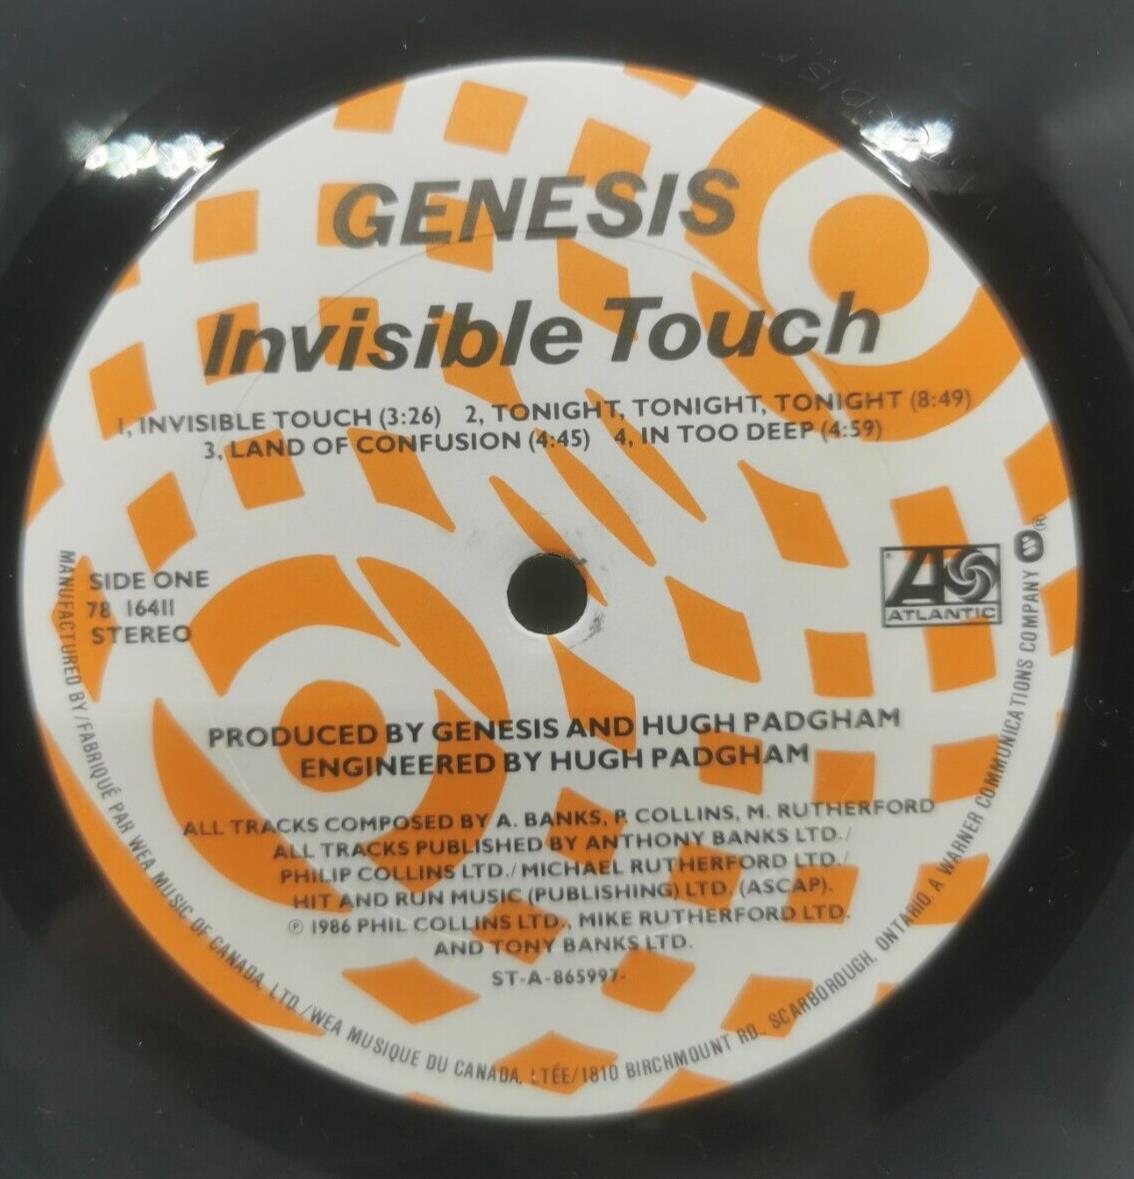 GENESIS
Invisible Touch
1, INVISIBLE TOUCH (3:26) 2, TONIGHT, TONIGHT, TONIGHT (8:49)
3, LAND OF CONFUSION (4:45) 4, IN TOO DEEP (4:59)
SIDE ONE
78 16411
STEREO
ATLANTIC
(R)
PRODUCED BY GENESIS AND HUGH PADGHAM
ENGINEERED BY HUGH PADGHAM
ALL TRACKS COMPOSED BY A. BANKS, P. COLLINS, M. RUTHERFORD
ALL TRACKS PUBLISHED BY ANTHONY BANKS LTD./
PHILIP COLLINS LTD./MICHAEL RUTHERFORD LTD./
HIT AND RUN MUSIC (PUBLISHING) LTD. (ASCAP).
℗ 1986 PHIL COLLINS LTD., MIKE RUTHERFORD LTD.
AND TONY BANKS LTD.
ST-A-865997-
MANUFACTURED BY/FABRIQUÉ PAR WEA MUSIC OF CANADA, LTD./WEA MUSIQUE DU CANADA, LTÉE/1810 BIRCHMOUNT RD., SCARBOROUGH, ONTARIO. A WARNER COMMUNICATIONS COMPANY